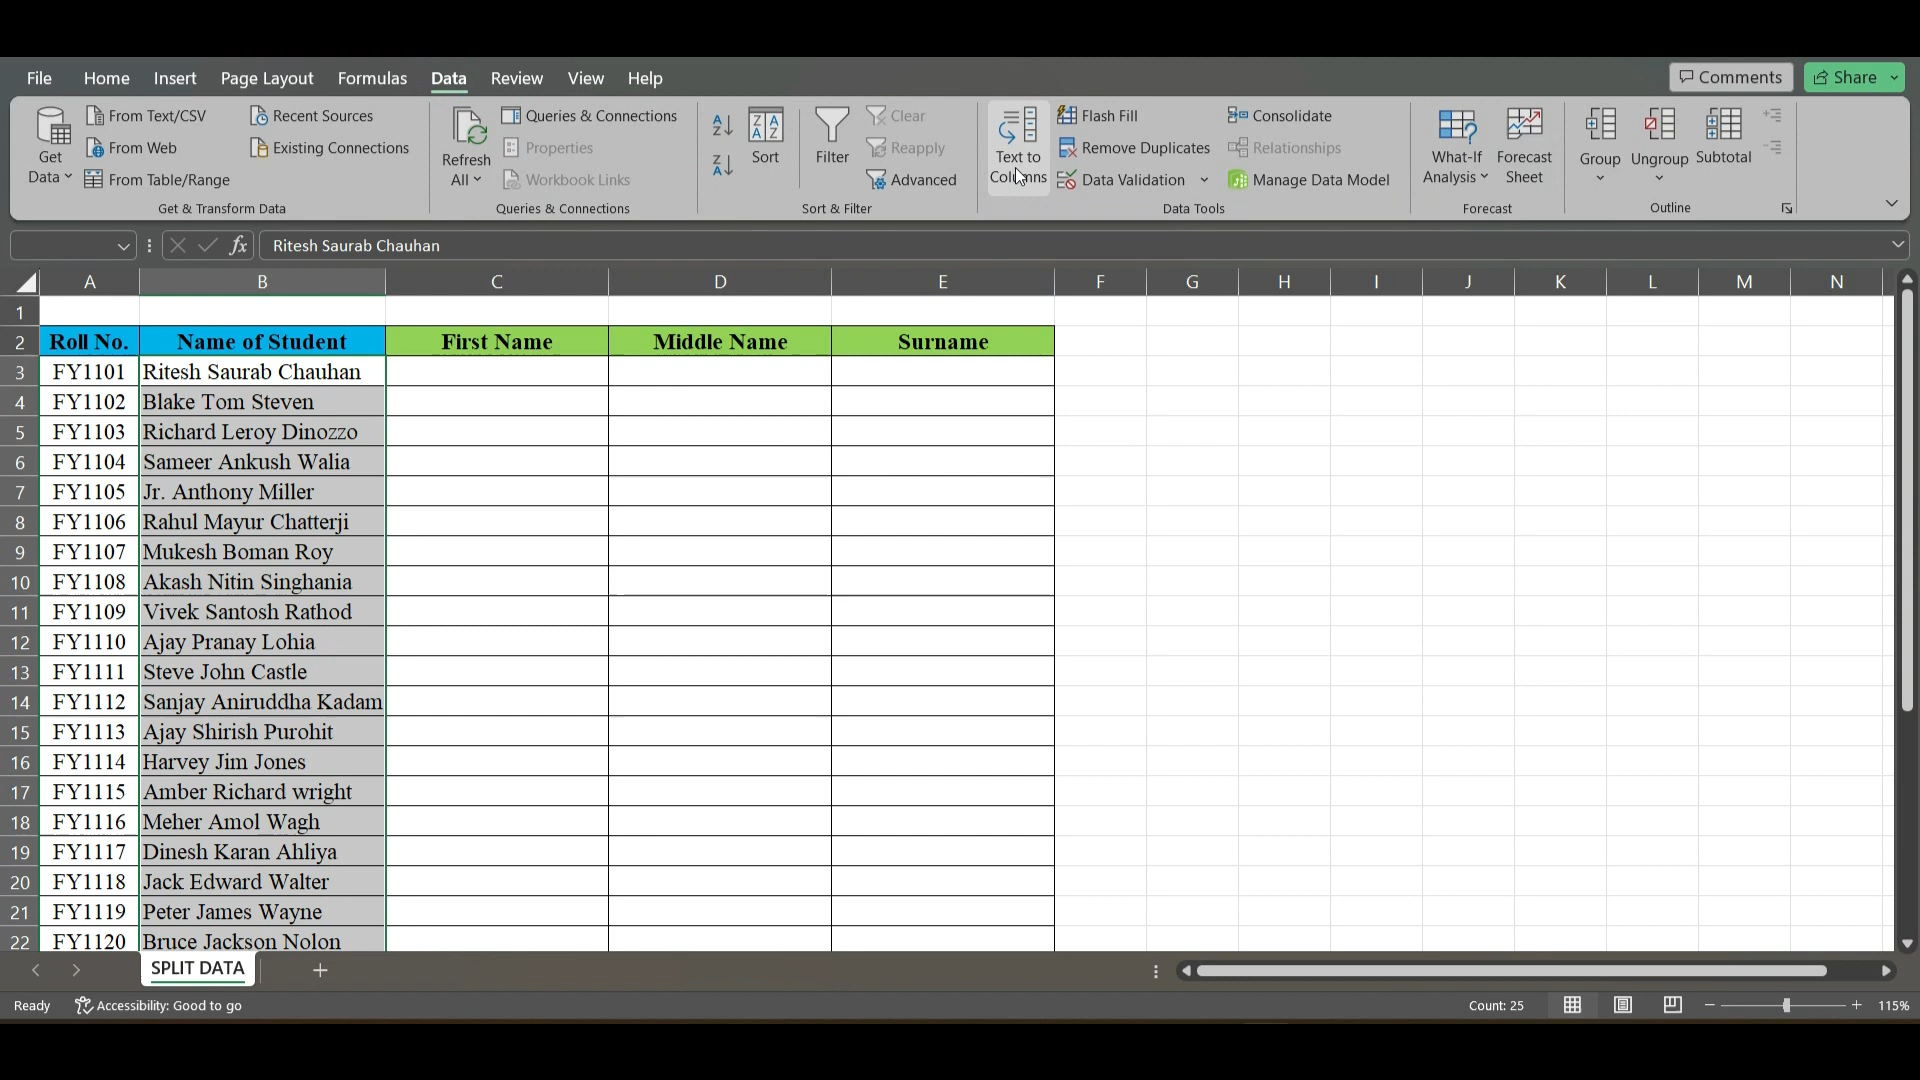 File Home Insert Page Layout Formulas Data Review View Help Comments Share
Get Data From Text/CSV From Web From Table/Range Recent Sources Existing Connections
Get & Transform Data
Refresh All Queries & Connections Properties Workbook Links
Queries & Connections
Sort Filter Clear Reapply Advanced
Sort & Filter
Text to Columns Flash Fill Remove Duplicates Data Validation Consolidate Relationships Manage Data Model
Data Tools
What-If Analysis Forecast Sheet
Forecast
Group Ungroup Subtotal
Outline
fx Ritesh Saurab Chauhan
A B C D E F G H I J K L M N
1
2 Roll No. Name of Student First Name Middle Name Surname
3 FY1101 Ritesh Saurab Chauhan
4 FY1102 Blake Tom Steven
5 FY1103 Richard Leroy Dinozzo
6 FY1104 Sameer Ankush Walia
7 FY1105 Jr. Anthony Miller
8 FY1106 Rahul Mayur Chatterji
9 FY1107 Mukesh Boman Roy
10 FY1108 Akash Nitin Singhania
11 FY1109 Vivek Santosh Rathod
12 FY1110 Ajay Pranay Lohia
13 FY1111 Steve John Castle
14 FY1112 Sanjay Aniruddha Kadam
15 FY1113 Ajay Shirish Purohit
16 FY1114 Harvey Jim Jones
17 FY1115 Amber Richard wright
18 FY1116 Meher Amol Wagh
19 FY1117 Dinesh Karan Ahliya
20 FY1118 Jack Edward Walter
21 FY1119 Peter James Wayne
22 FY1120 Bruce Jackson Nolon
SPLIT DATA
Ready Accessibility: Good to go Count: 25 115%